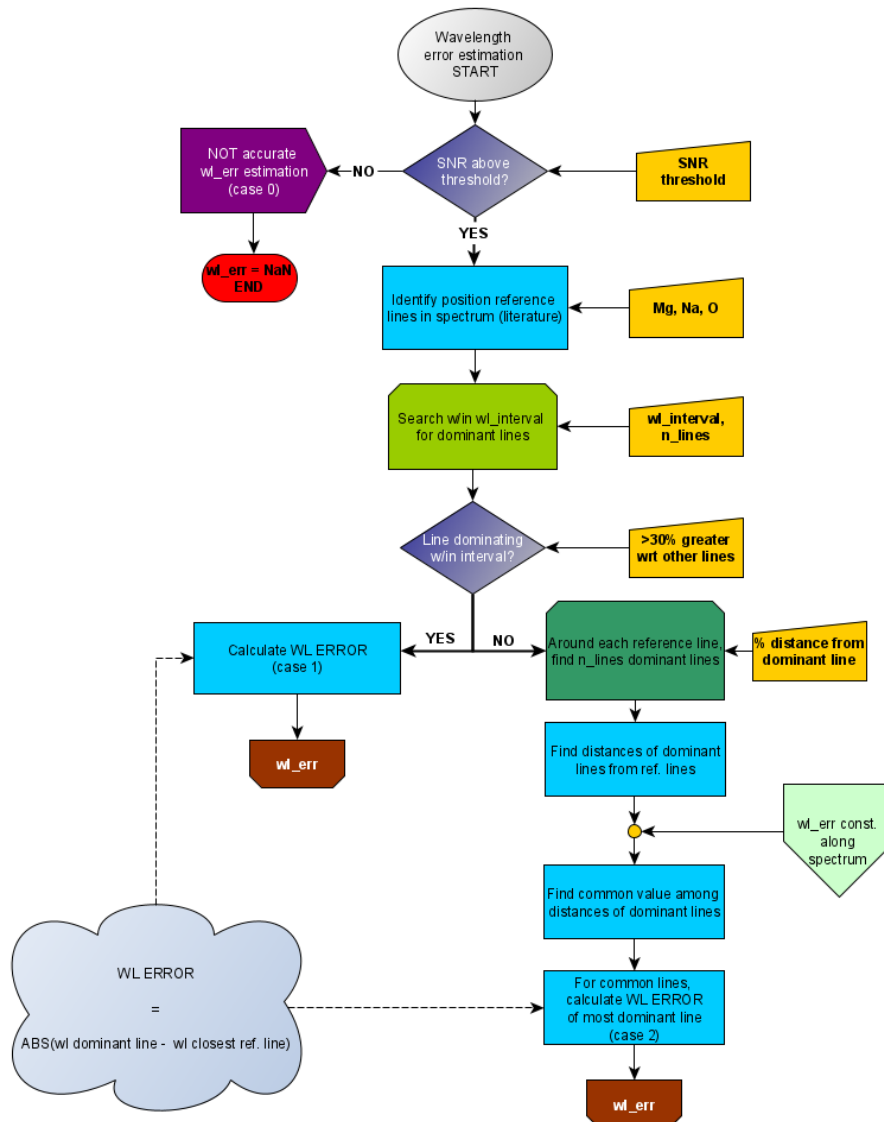 Wavelength
error estimation
START
NOT accurate
wl_err estimation
(case 0)
NO
SNR above
threshold?
SNR
threshold
YES
wl_err = NaN
END
Identify position reference
lines in spectrum (literature)
Mg, Na, O
Search w/in wl_interval
for dominant lines
wl_interval,
n_lines
Line dominating
w/in interval?
>30% greater
wrt other lines
YES
NO
Calculate WL ERROR
(case 1)
Around each reference line,
find n_lines dominant lines
% distance from
dominant line
wl_err
Find distances of dominant
lines from ref. lines
wl_err const.
along
spectrum
Find common value among
distances of dominant lines
WL ERROR
=
ABS(wl dominant line - wl closest ref. line)
For common lines,
calculate WL ERROR
of most dominant line
(case 2)
wl_err